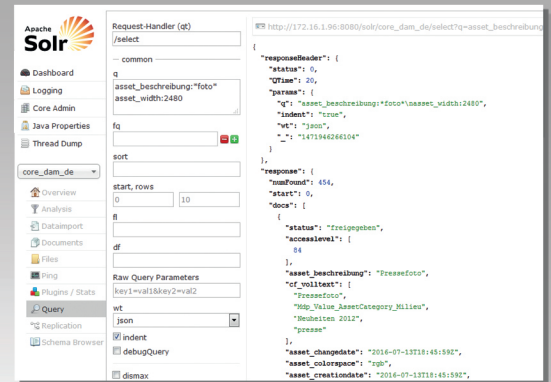 Apache
Solr
Dashboard
Logging
Core Admin
Java Properties
Thread Dump
core_dam_de
Overview
Analysis
Dataimport
Documents
Files
Ping
Plugins / Stats
Query
Replication
Schema Browser
Request-Handler (qt)
/select
common
q
asset_beschreibung:"foto"
asset_width:2480
fq
sort
start, rows
0 10
fl
df
Raw Query Parameters
key1=val1&key2=val2
wt
json
indent
debugQuery
dismax
http://172.16.1.96:8080/solr/core_dam_de/select?q=asset_beschreibung
{
"responseHeader": {
"status": 0,
"QTime": 20,
"params": {
"q": "asset_beschreibung:*foto*\nasset_width:2480",
"indent": "true",
"wt": "json",
"_": "1471946266104"
}
},
"response": {
"numFound": 454,
"start": 0,
"docs": [
{
"status": "freigegeben",
"accesslevel": [
84
],
"asset_beschreibung": "Pressefoto",
"cf_volltext": [
"Pressefoto",
"Mdp_Value_AssetCategory_Milieu",
"Neuheiten 2012",
"presse"
],
"asset_changedate": "2016-07-13T18:45:59Z",
"asset_colorspace": "rgb",
"asset_creationdate": "2016-07-13T18:45:59Z",